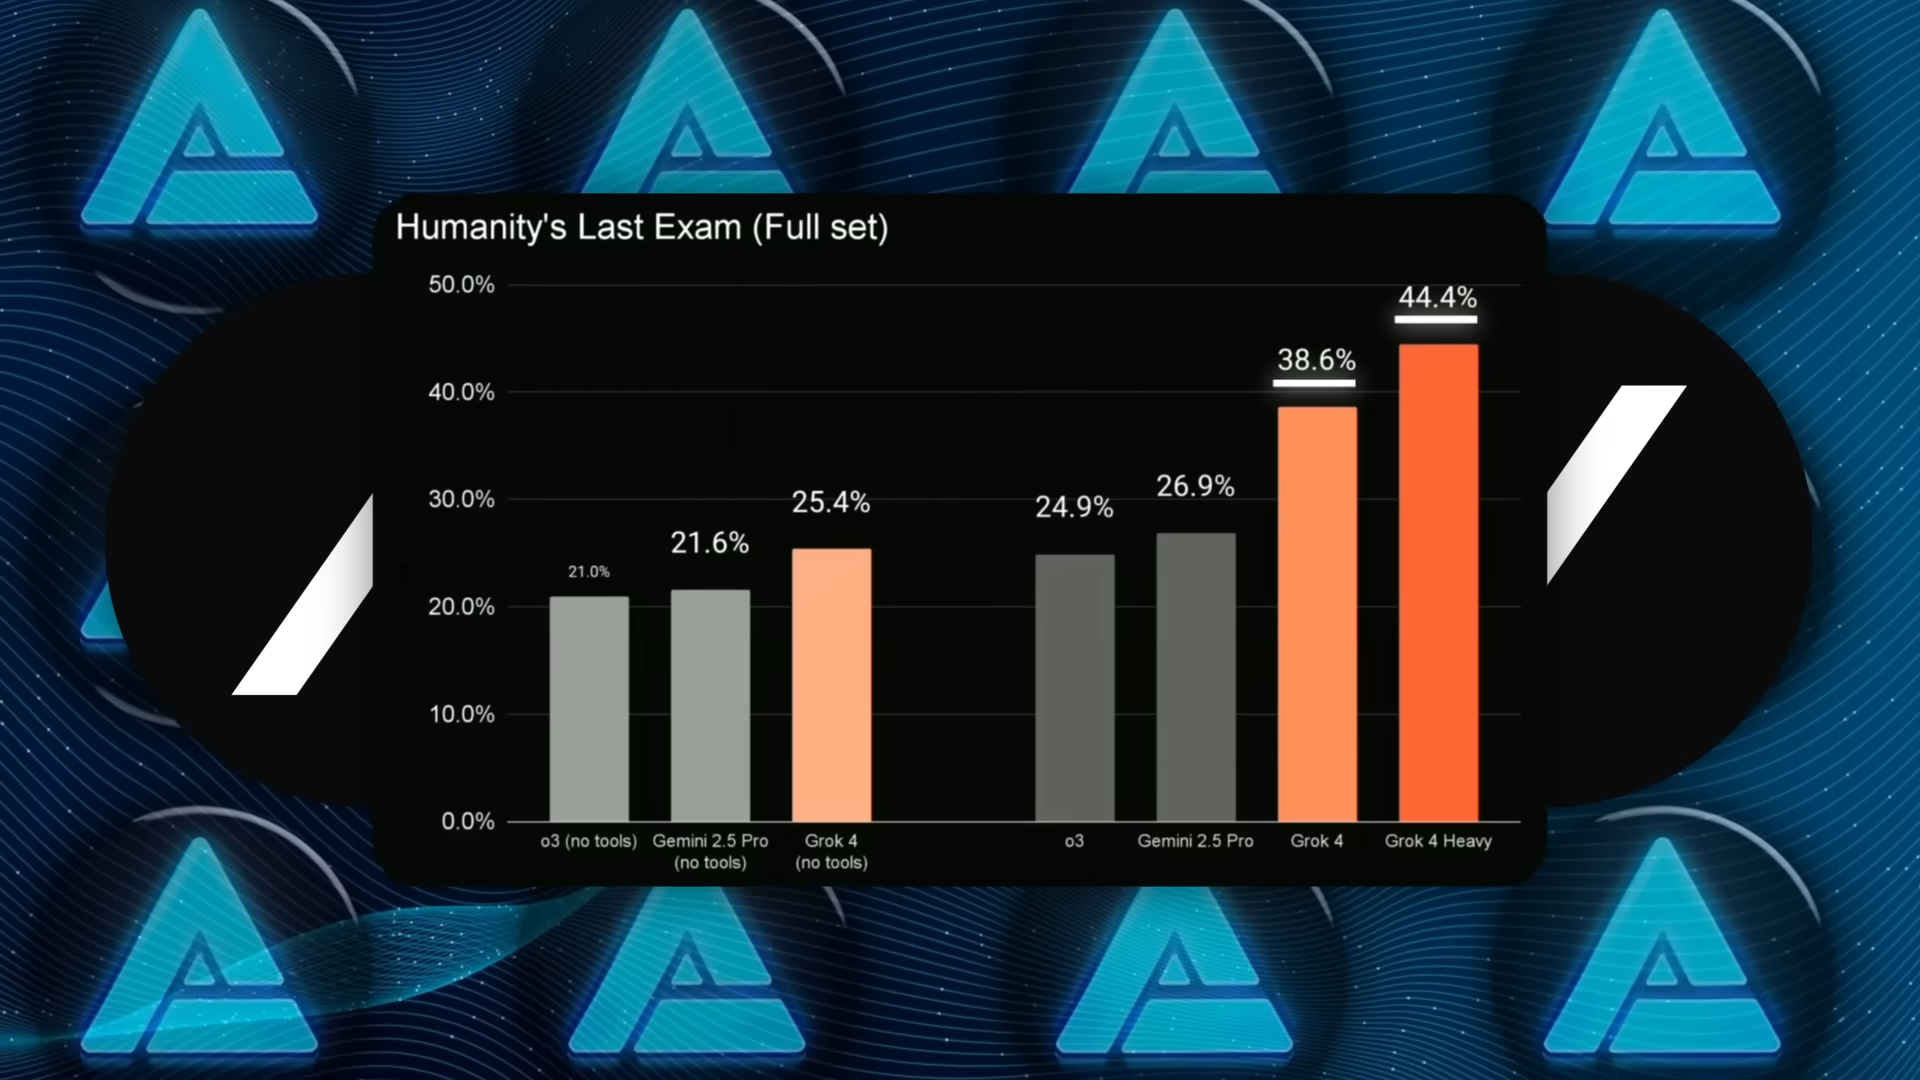 Humanity's Last Exam (Full set)
50.0%
40.0%
30.0%
20.0%
10.0%
0.0%
21.0%
21.6%
25.4%
24.9%
26.9%
38.6%
44.4%
o3 (no tools)
Gemini 2.5 Pro
(no tools)
Grok 4
(no tools)
o3
Gemini 2.5 Pro
Grok 4
Grok 4 Heavy